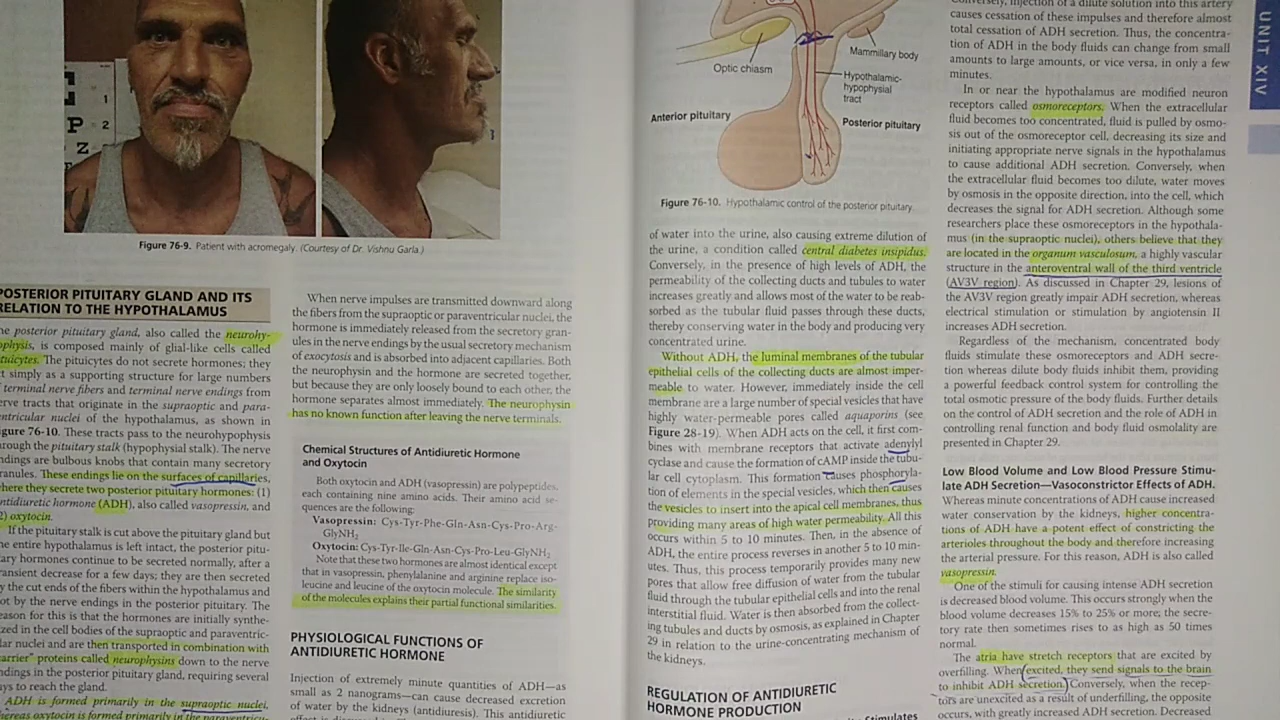 1
P 2
Z
Figure 76-9. Patient with acromegaly. (Courtesy of Dr. Vishnu Garla.)
POSTERIOR PITUITARY GLAND AND ITS
RELATION TO THE HYPOTHALAMUS
posterior pituitary gland, also called the neurohy-
is composed mainly of glial-like cells called
The pituicytes do not secrete hormones; they
simply as a supporting structure for large numbers
terminal nerve fibers and terminal nerve endings from
tracts that originate in the supraoptic and para-
nuclei of the hypothalamus, as shown in
76-10. These tracts pass to the neurohypophysis
the pituitary stalk (hypophysial stalk). The nerve
are bulbous knobs that contain many secretory
These endings lie on the surfaces of capillaries,
where they secrete two posterior pituitary hormones: (1)
hormone (ADH), also called vasopressin, and
oxytocin.
If the pituitary stalk is cut above the pituitary gland but
entire hypothalamus is left intact, the posterior pitu-
hormones continue to be secreted normally, after a
decrease for a few days; they are then secreted
the cut ends of the fibers within the hypothalamus and
by the nerve endings in the posterior pituitary. The
for this is that the hormones are initially synthe-
in the cell bodies of the supraoptic and paraventric-
nuclei and are then transported in combination with
proteins called neurophysins down to the nerve
in the posterior pituitary gland, requiring several
to reach the gland.
ADH is formed primarily in the supraoptic nuclei,
whereas oxytocin is formed primarily in the
When nerve impulses are transmitted downward along
the fibers from the supraoptic or paraventricular nuclei, the
hormone is immediately released from the secretory gran-
ules in the nerve endings by the usual secretory mechanism
of exocytosis and is absorbed into adjacent capillaries. Both
the neurophysin and the hormone are secreted together,
but because they are only loosely bound to each other, the
hormone separates almost immediately. The neurophysin
has no known function after leaving the nerve terminals.
Chemical Structures of Antidiuretic Hormone
and Oxytocin
Both oxytocin and ADH (vasopressin) are polypeptides,
each containing nine amino acids. Their amino acid se-
quences are the following:
Vasopressin: Cys-Tyr-Phe-Gln-Asn-Cys-Pro-Arg-
GlyNH2
Oxytocin: Cys-Tyr-Ile-Gln-Asn-Cys-Pro-Leu-GlyNH2
Note that these two hormones are almost identical except
that in vasopressin, phenylalanine and arginine replace iso-
leucine and leucine of the oxytocin molecule. The similarity
of the molecules explains their partial functional similarities.
PHYSIOLOGICAL FUNCTIONS OF
ANTIDIURETIC HORMONE
Injection of extremely minute quantities of ADH—as
small as 2 nanograms—can cause decreased excretion
of water by the kidneys (antidiuresis). This antidiuretic
Optic chiasm
Mammillary body
Hypothalamic-
hypophysial
tract
Anterior pituitary
Posterior pituitary
Figure 76-10. Hypothalamic control of the posterior pituitary.
of water into the urine, also causing extreme dilution of
the urine, a condition called central diabetes insipidus.
Conversely, in the presence of high levels of ADH, the
permeability of the collecting ducts and tubules to water
increases greatly and allows most of the water to be reab-
sorbed as the tubular fluid passes through these ducts,
thereby conserving water in the body and producing very
concentrated urine.
Without ADH, the luminal membranes of the tubular
epithelial cells of the collecting ducts are almost imper-
meable to water. However, immediately inside the cell
membrane are a large number of special vesicles that have
highly water-permeable pores called aquaporins (see
Figure 28-19). When ADH acts on the cell, it first com-
bines with membrane receptors that activate adenylyl
cyclase and cause the formation of cAMP inside the tubu-
lar cell cytoplasm. This formation causes phosphoryla-
tion of elements in the special vesicles, which then causes
the vesicles to insert into the apical cell membranes, thus
providing many areas of high water permeability. All this
occurs within 5 to 10 minutes. Then, in the absence of
ADH, the entire process reverses in another 5 to 10 min-
utes. Thus, this process temporarily provides many new
pores that allow free diffusion of water from the tubular
fluid through the tubular epithelial cells and into the renal
interstitial fluid. Water is then absorbed from the collect-
ing tubules and ducts by osmosis, as explained in Chapter
29 in relation to the urine-concentrating mechanism of
the kidneys.
REGULATION OF ANTIDIURETIC
HORMONE PRODUCTION
Stimulates
Conversely, injection of a dilute solution into this artery
causes cessation of these impulses and therefore almost
total cessation of ADH secretion. Thus, the concentra-
tion of ADH in the body fluids can change from small
amounts to large amounts, or vice versa, in only a few
minutes.
In or near the hypothalamus are modified neuron
receptors called osmoreceptors. When the extracellular
fluid becomes too concentrated, fluid is pulled by osmo-
sis out of the osmoreceptor cell, decreasing its size and
initiating appropriate nerve signals in the hypothalamus
to cause additional ADH secretion. Conversely, when
the extracellular fluid becomes too dilute, water moves
by osmosis in the opposite direction, into the cell, which
decreases the signal for ADH secretion. Although some
researchers place these osmoreceptors in the hypothala-
mus (in the supraoptic nuclei), others believe that they
are located in the organum vasculosum, a highly vascular
structure in the anteroventral wall of the third ventricle
(AV3V region). As discussed in Chapter 29, lesions of
the AV3V region greatly impair ADH secretion, whereas
electrical stimulation or stimulation by angiotensin II
increases ADH secretion.
Regardless of the mechanism, concentrated body
fluids stimulate these osmoreceptors and ADH secre-
tion whereas dilute body fluids inhibit them, providing
a powerful feedback control system for controlling the
total osmotic pressure of the body fluids. Further details
on the control of ADH secretion and the role of ADH in
controlling renal function and body fluid osmolality are
presented in Chapter 29.
Low Blood Volume and Low Blood Pressure Stimu-
late ADH Secretion—Vasoconstrictor Effects of ADH.
Whereas minute concentrations of ADH cause increased
water conservation by the kidneys, higher concentra-
tions of ADH have a potent effect of constricting the
arterioles throughout the body and therefore increasing
the arterial pressure. For this reason, ADH is also called
vasopressin.
One of the stimuli for causing intense ADH secretion
is decreased blood volume. This occurs strongly when the
blood volume decreases 15% to 25% or more; the secre-
tory rate then sometimes rises to as high as 50 times
normal.
The atria have stretch receptors that are excited by
overfilling. When excited, they send signals to the brain
to inhibit ADH secretion. Conversely, when the recep-
tors are unexcited as a result of underfilling, the opposite
occurs, with greatly increased ADH secretion. Decreased
UNIT XIV